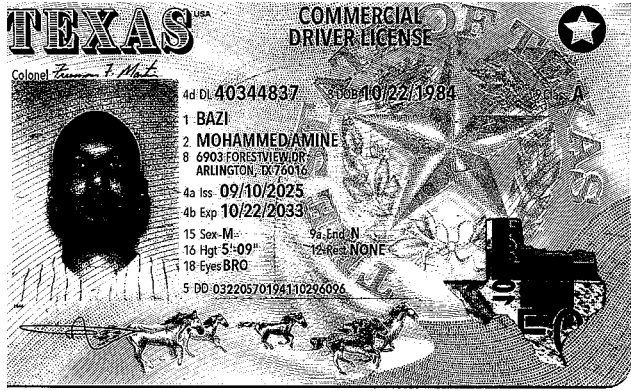 TEXAS USA
COMMERCIAL
DRIVER LICENSE
Colonel Freeman F. Martin
4d DL 40344837 3 DOB 10/22/1984 9 Class A
1 BAZI
2 MOHAMMED AMINE
8 6903 FORESTVIEW DR
ARLINGTON, TX 76016
4a Iss 09/10/2025
4b Exp 10/22/2033
15 Sex M 9a End N
16 Hgt 5'-09" 12 Rest NONE
18 Eyes BRO
5 DD 03220570194110296096